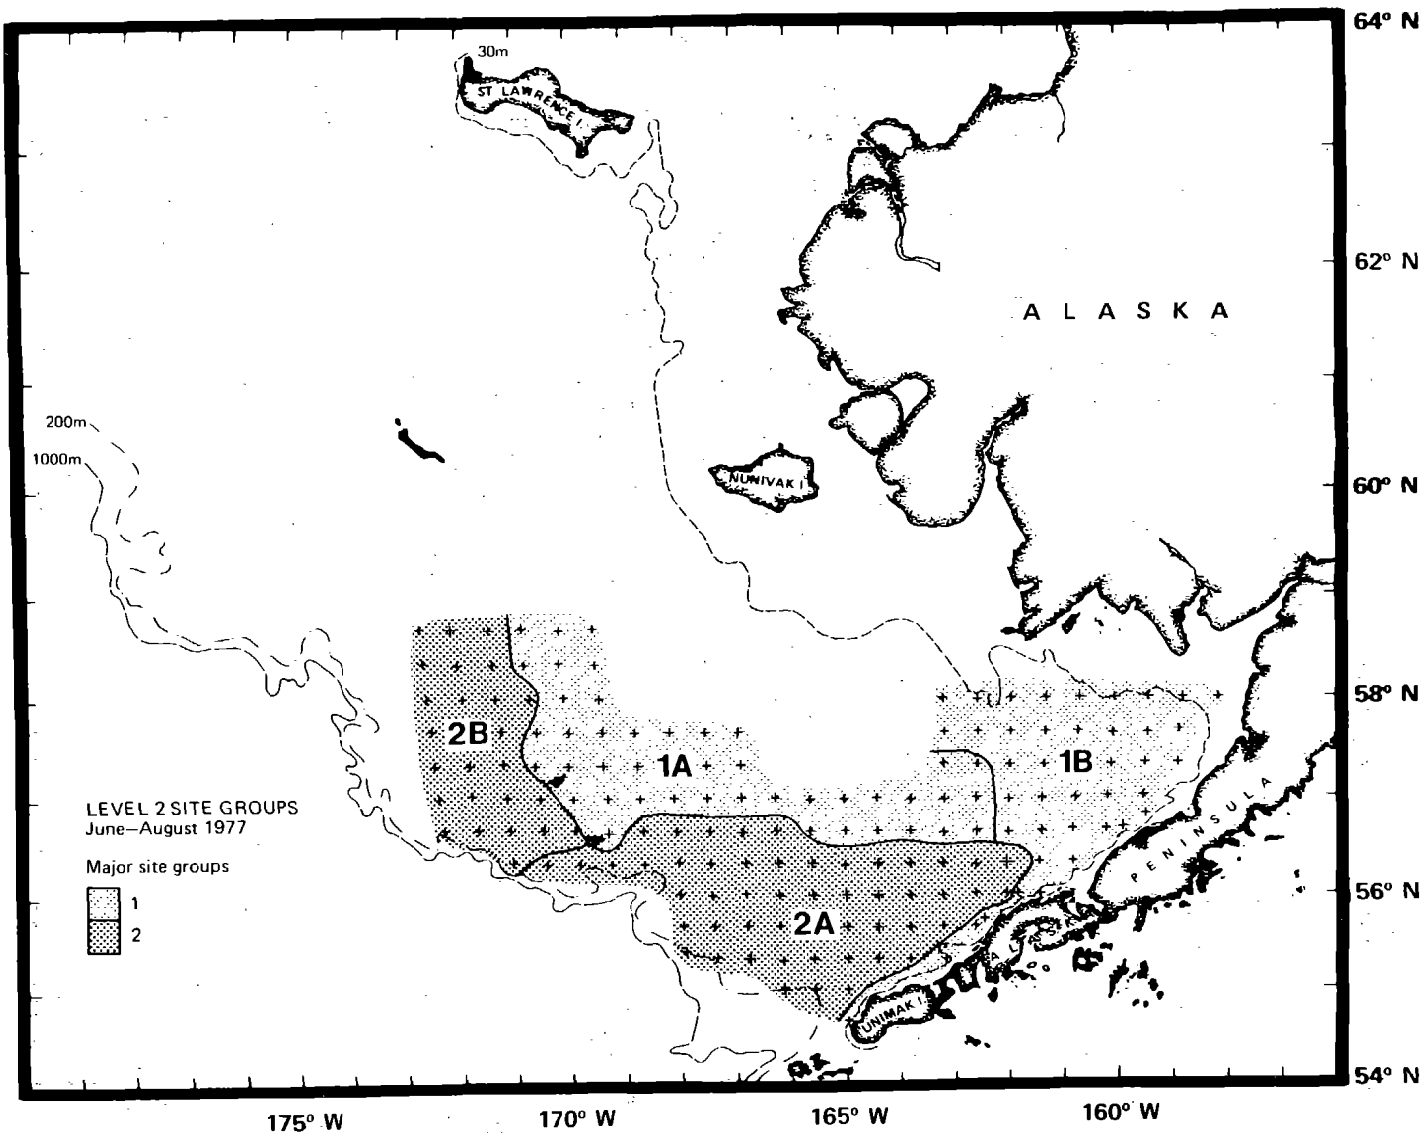 64° N
30m
ST LAWRENCE I.
62° N
ALASKA
200m
1000m
NUNIVAK I
60° N
58° N
2B
1A
1B
LEVEL 2 SITE GROUPS
June–August 1977
Major site groups
1
2
PENINSULA
56° N
2A
UNIMAK I
54° N
175° W
170° W
165° W
160° W